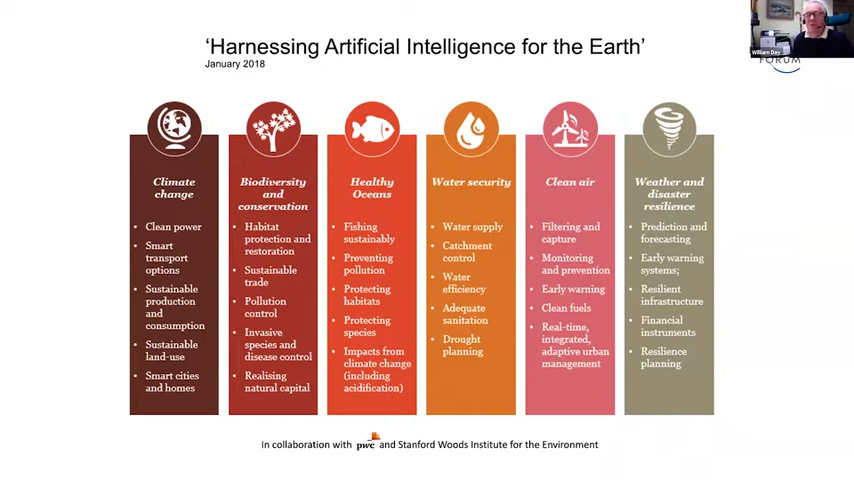 'Harnessing Artificial Intelligence for the Earth'
January 2018
William Day
FORUM
Climate
change
• Clean power
• Smart
transport
options
• Sustainable
production
and
consumption
• Sustainable
land-use
• Smart cities
and homes
Biodiversity
and
conservation
• Habitat
protection and
restoration
• Sustainable
trade
• Pollution
control
• Invasive
species and
disease control
• Realising
natural capital
Healthy
Oceans
• Fishing
sustainably
• Preventing
pollution
• Protecting
habitats
• Protecting
species
• Impacts from
climate change
(including
acidification)
Water security
• Water supply
• Catchment
control
• Water
efficiency
• Adequate
sanitation
• Drought
planning
Clean air
• Filtering and
capture
• Monitoring
and prevention
• Early warning
• Clean fuels
• Real-time,
integrated,
adaptive urban
management
Weather and
disaster
resilience
• Prediction and
forecasting
• Early warning
systems;
• Resilient
infrastructure
• Financial
instruments
• Resilience
planning
In collaboration with pwc and Stanford Woods Institute for the Environment